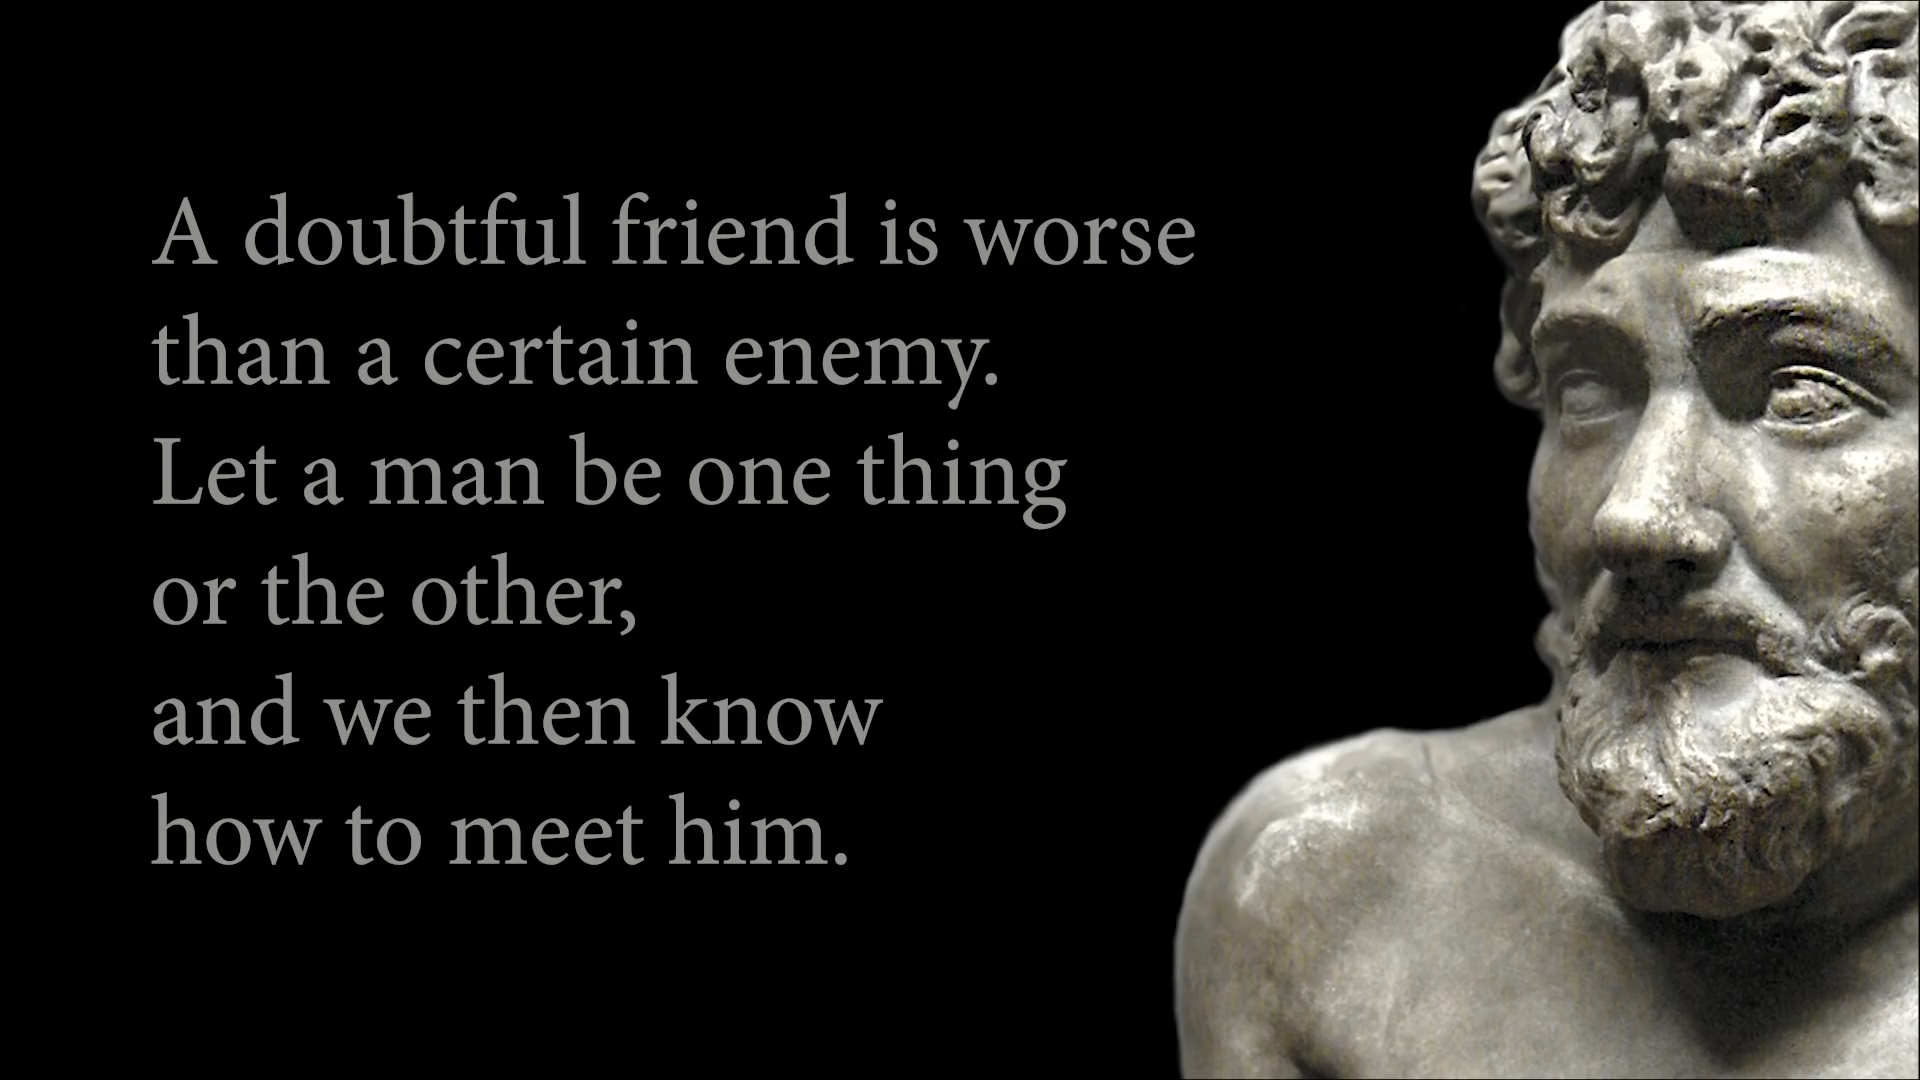 A doubtful friend is worse
than a certain enemy.
Let a man be one thing
or the other,
and we then know
how to meet him.